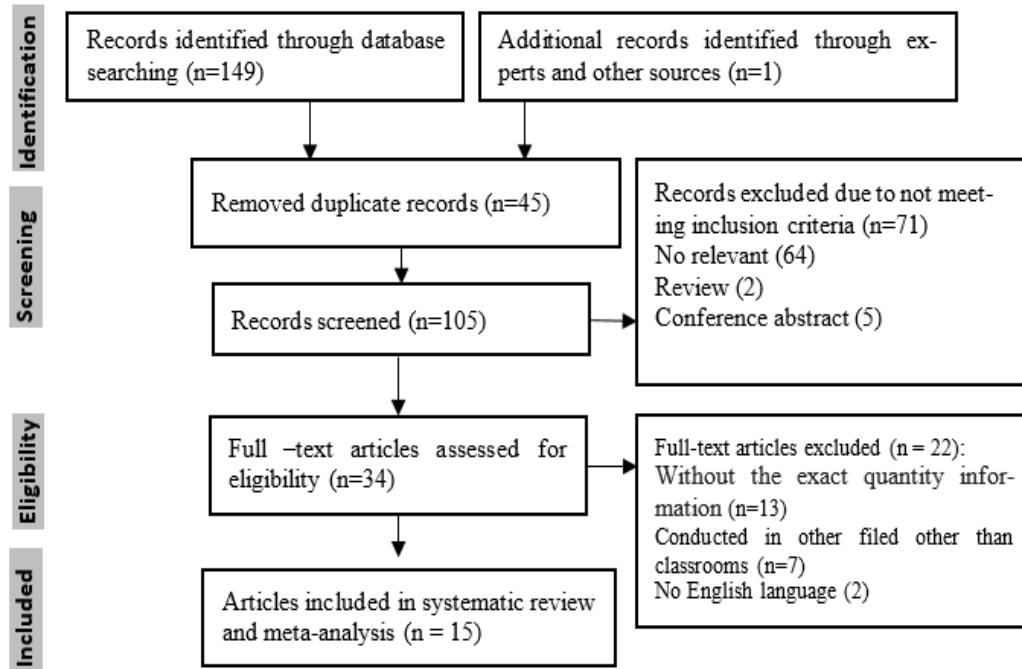 Identification
Records identified through database
searching (n=149)
Additional records identified through ex-
perts and other sources (n=1)
Screening
Removed duplicate records (n=45)
Records excluded due to not meet-
ing inclusion criteria (n=71)
No relevant (64)
Review (2)
Conference abstract (5)
Records screened (n=105)
Eligibility
Full –text articles assessed for
eligibility (n=34)
Full-text articles excluded (n = 22):
Without the exact quantity infor-
mation (n=13)
Conducted in other filed other than
classrooms (n=7)
No English language (2)
Included
Articles included in systematic review
and meta-analysis (n = 15)